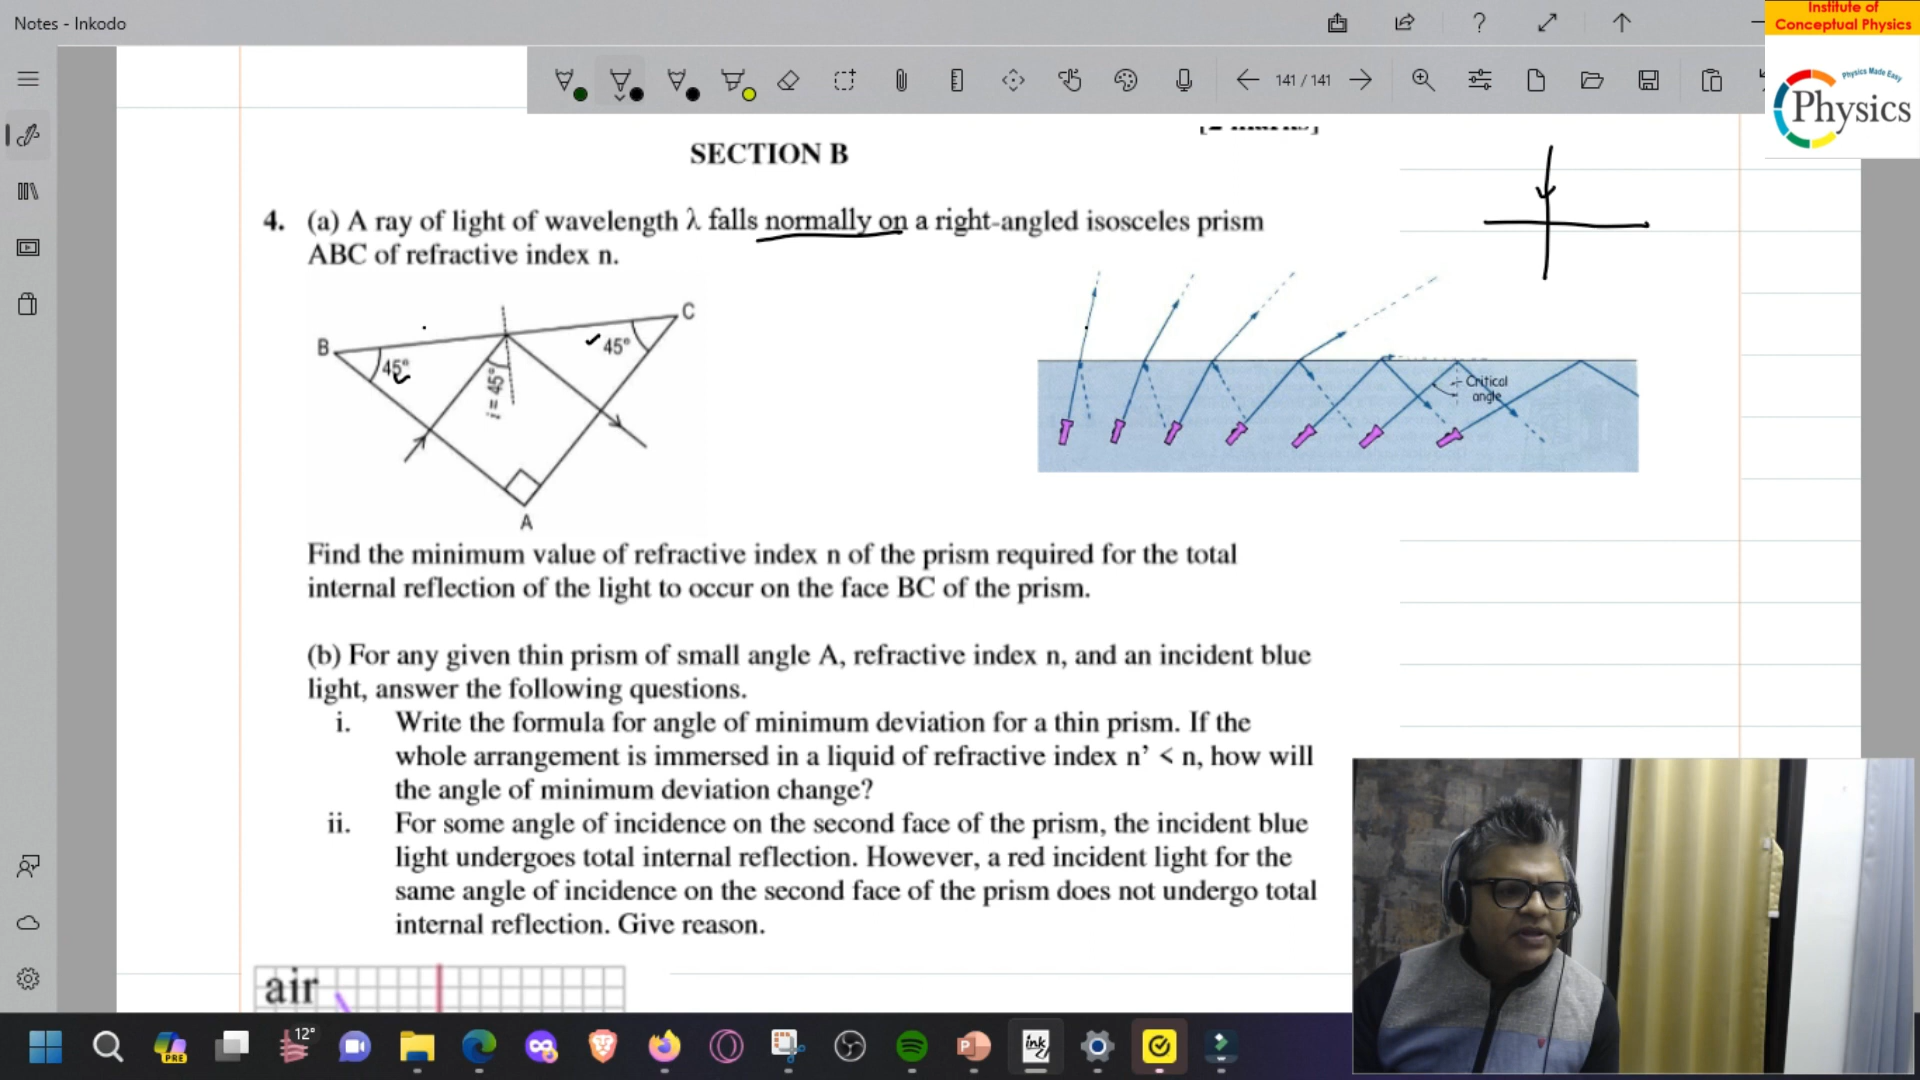 Notes - Inkodo
Institute of
Conceptual Physics
Physics Made Easy
Physics
141 / 141
SECTION B
4. (a) A ray of light of wavelength λ falls normally on a right-angled isosceles prism
ABC of refractive index n.
B
C
45°
45°
i = 45°
A
Critical
angle
Find the minimum value of refractive index n of the prism required for the total
internal reflection of the light to occur on the face BC of the prism.
(b) For any given thin prism of small angle A, refractive index n, and an incident blue
light, answer the following questions.
i. Write the formula for angle of minimum deviation for a thin prism. If the
whole arrangement is immersed in a liquid of refractive index n’ < n, how will
the angle of minimum deviation change?
ii. For some angle of incidence on the second face of the prism, the incident blue
light undergoes total internal reflection. However, a red incident light for the
same angle of incidence on the second face of the prism does not undergo total
internal reflection. Give reason.
air
12°
PRE
ink